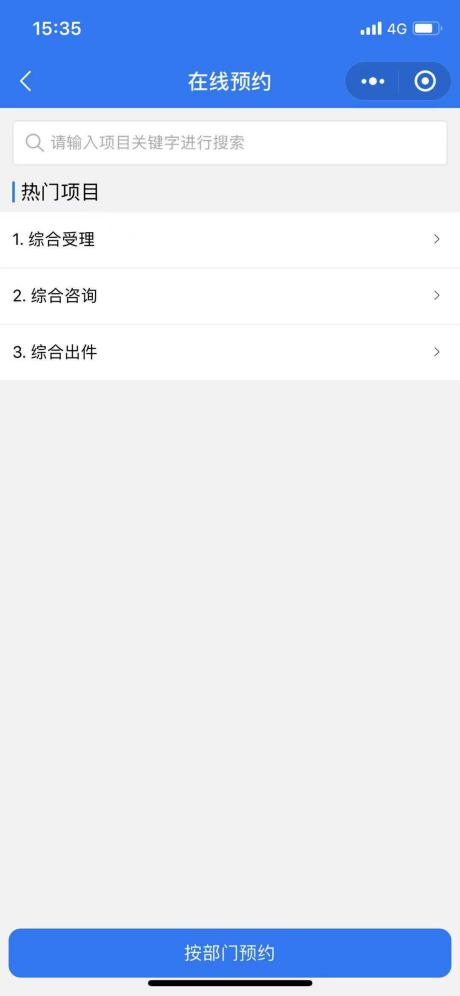 15:35
4G
在线预约
请输入项目关键字进行搜索
热门项目
1. 综合受理
2. 综合咨询
3. 综合出件
按部门预约